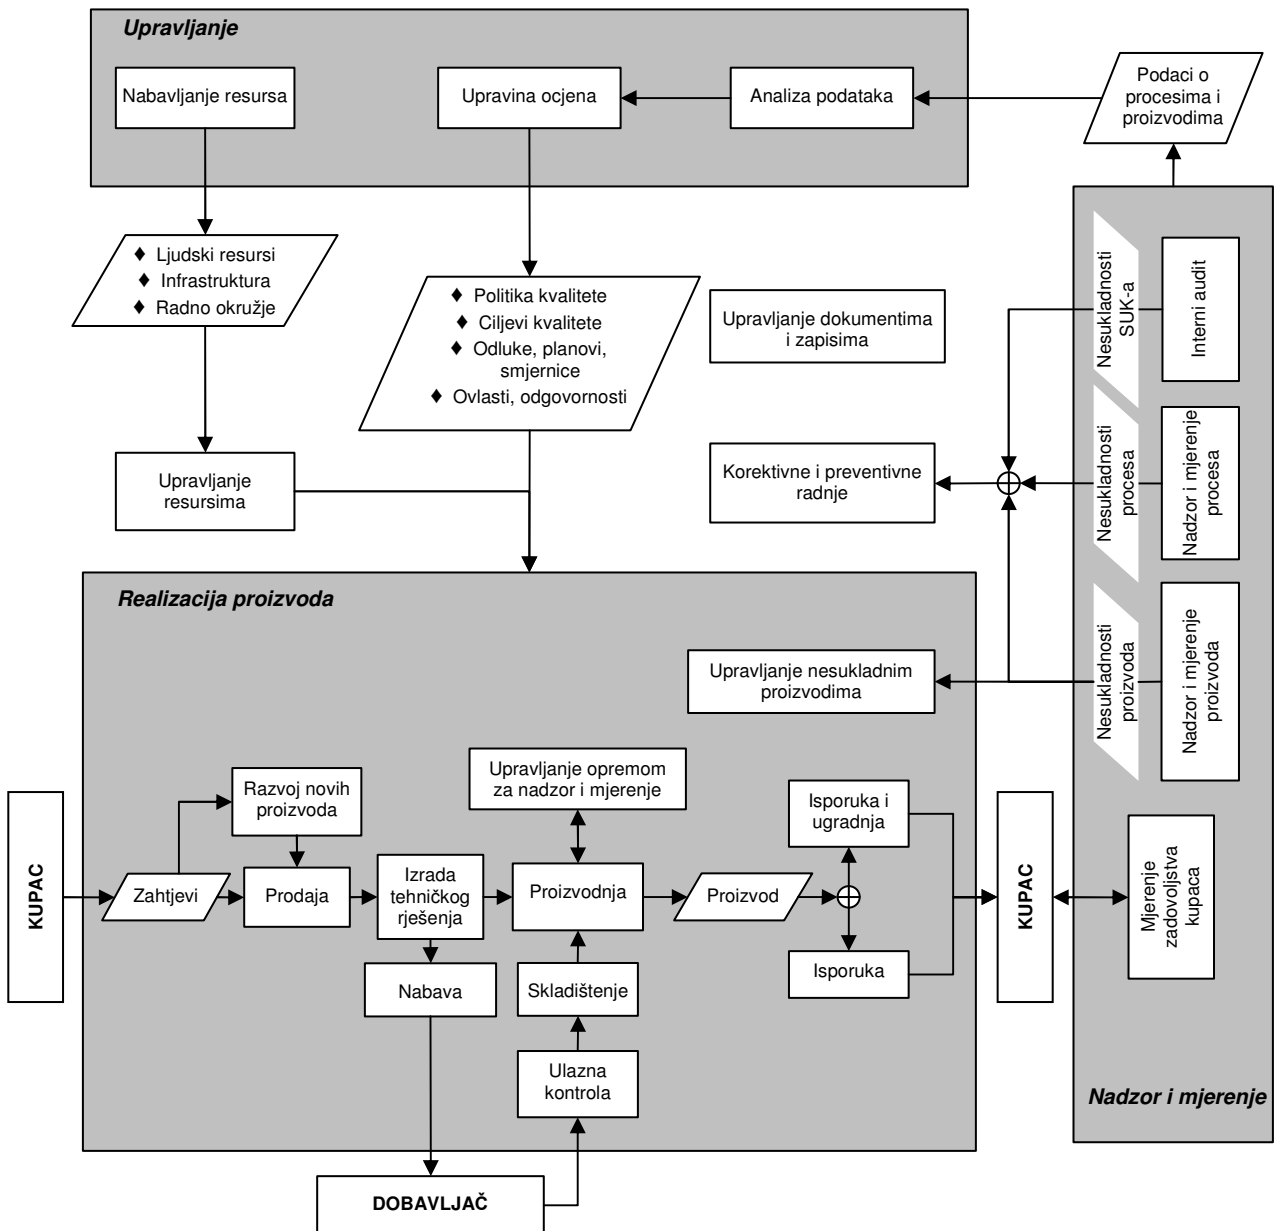 Upravljanje
Nabavljanje resursa
Upravina ocjena
Analiza podataka
Podaci o
procesima i
proizvodima
♦ Ljudski resursi
♦ Infrastruktura
♦ Radno okružje
♦ Politika kvalitete
♦ Ciljevi kvalitete
♦ Odluke, planovi,
smjernice
♦ Ovlasti, odgovornosti
Upravljanje dokumentima
i zapisima
Nesukladnosti
SUK-a
Interni audit
Upravljanje
resursima
Korektivne i preventivne
radnje
Nesukladnosti
procesa
Nadzor i mjerenje
procesa
Realizacija proizvoda
Upravljanje nesukladnim
proizvodima
Nesukladnosti
proizvoda
Nadzor i mjerenje
proizvoda
KUPAC
Zahtjevi
Razvoj novih
proizvoda
Prodaja
Izrada
tehničkog
rješenja
Upravljanje opremom
za nadzor i mjerenje
Proizvodnja
Proizvod
Isporuka i
ugradnja
Isporuka
KUPAC
Mjerenje
zadovoljstva
kupaca
Nabava
Skladištenje
Ulazna
kontrola
Nadzor i mjerenje
DOBAVLJAČ